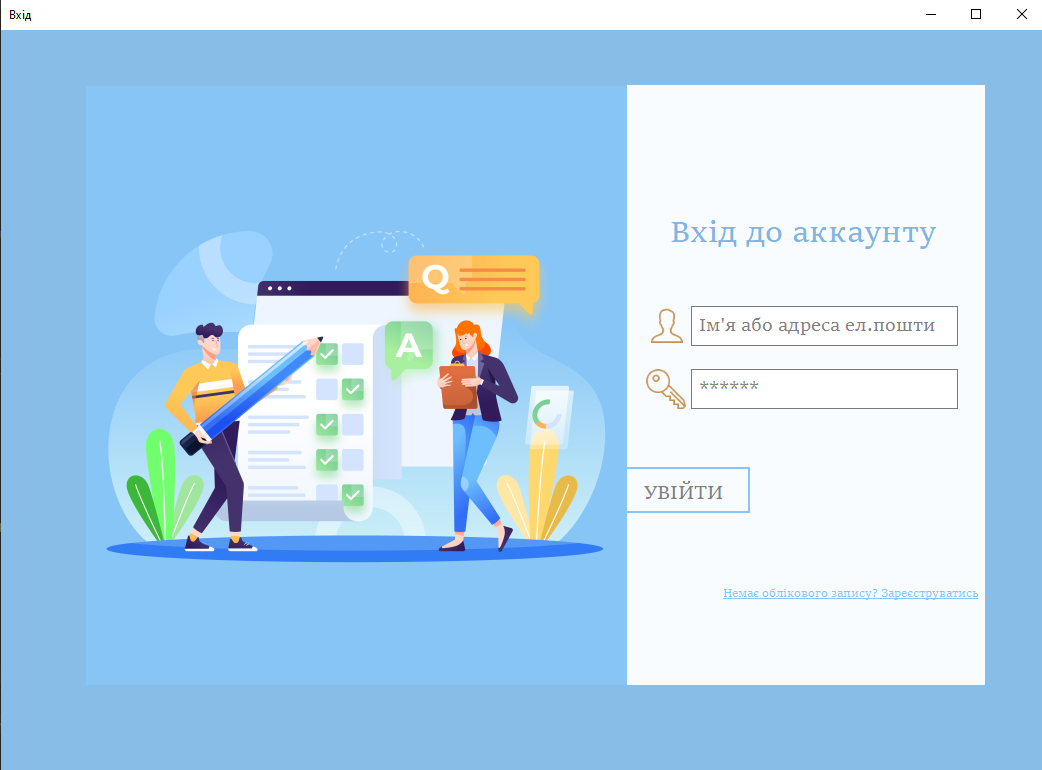 Вхід
Q
A
Вхід до аккаунту
Ім'я або адреса ел.пошти
******
УВІЙТИ
Немає облікового запису? Зареєструватись